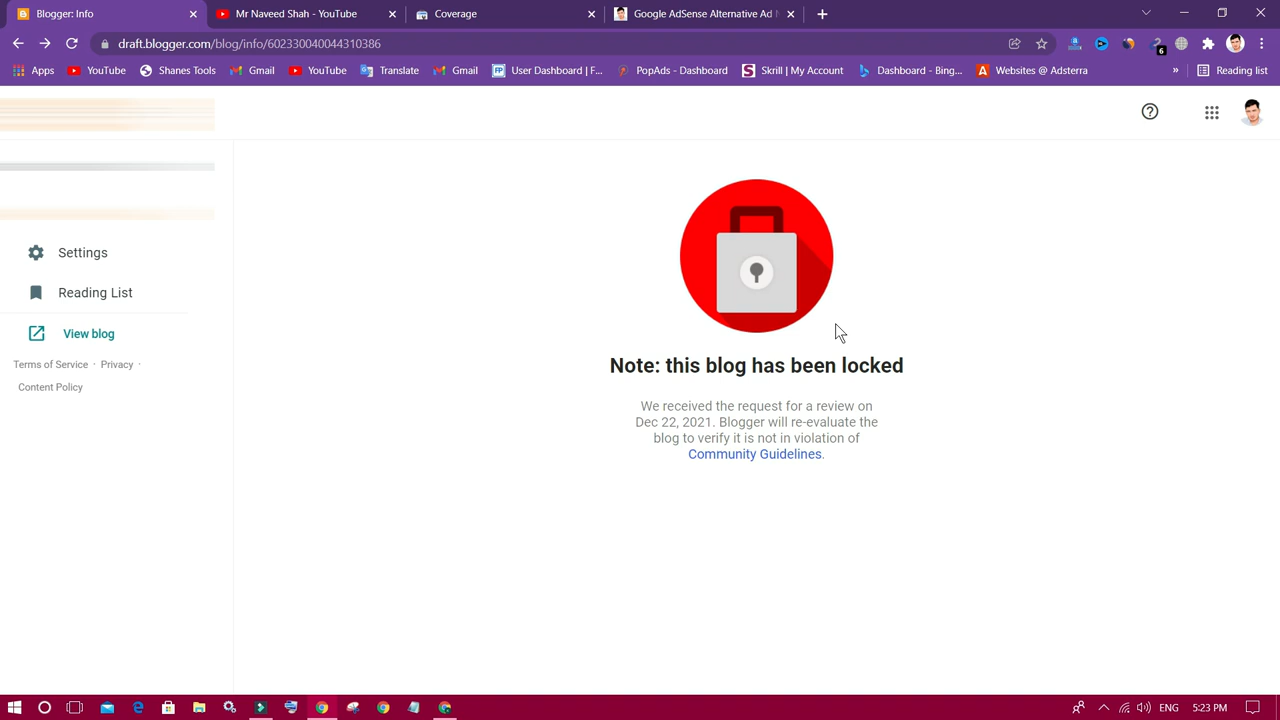 Blogger: Info
Mr Naveed Shah - YouTube
Coverage
Google AdSense Alternative Ad
draft.blogger.com/blog/info/602330040044310386
6
Apps
YouTube
Shanes Tools
Gmail
YouTube
Translate
Gmail
User Dashboard | F...
PopAds - Dashboard
Skrill | My Account
Dashboard - Bing...
Websites @ Adsterra
»
Reading list
Settings
Reading List
View blog
Terms of Service · Privacy ·
Content Policy
Note: this blog has been locked
We received the request for a review on
Dec 22, 2021. Blogger will re-evaluate the
blog to verify it is not in violation of
Community Guidelines.
ENG
5:23 PM